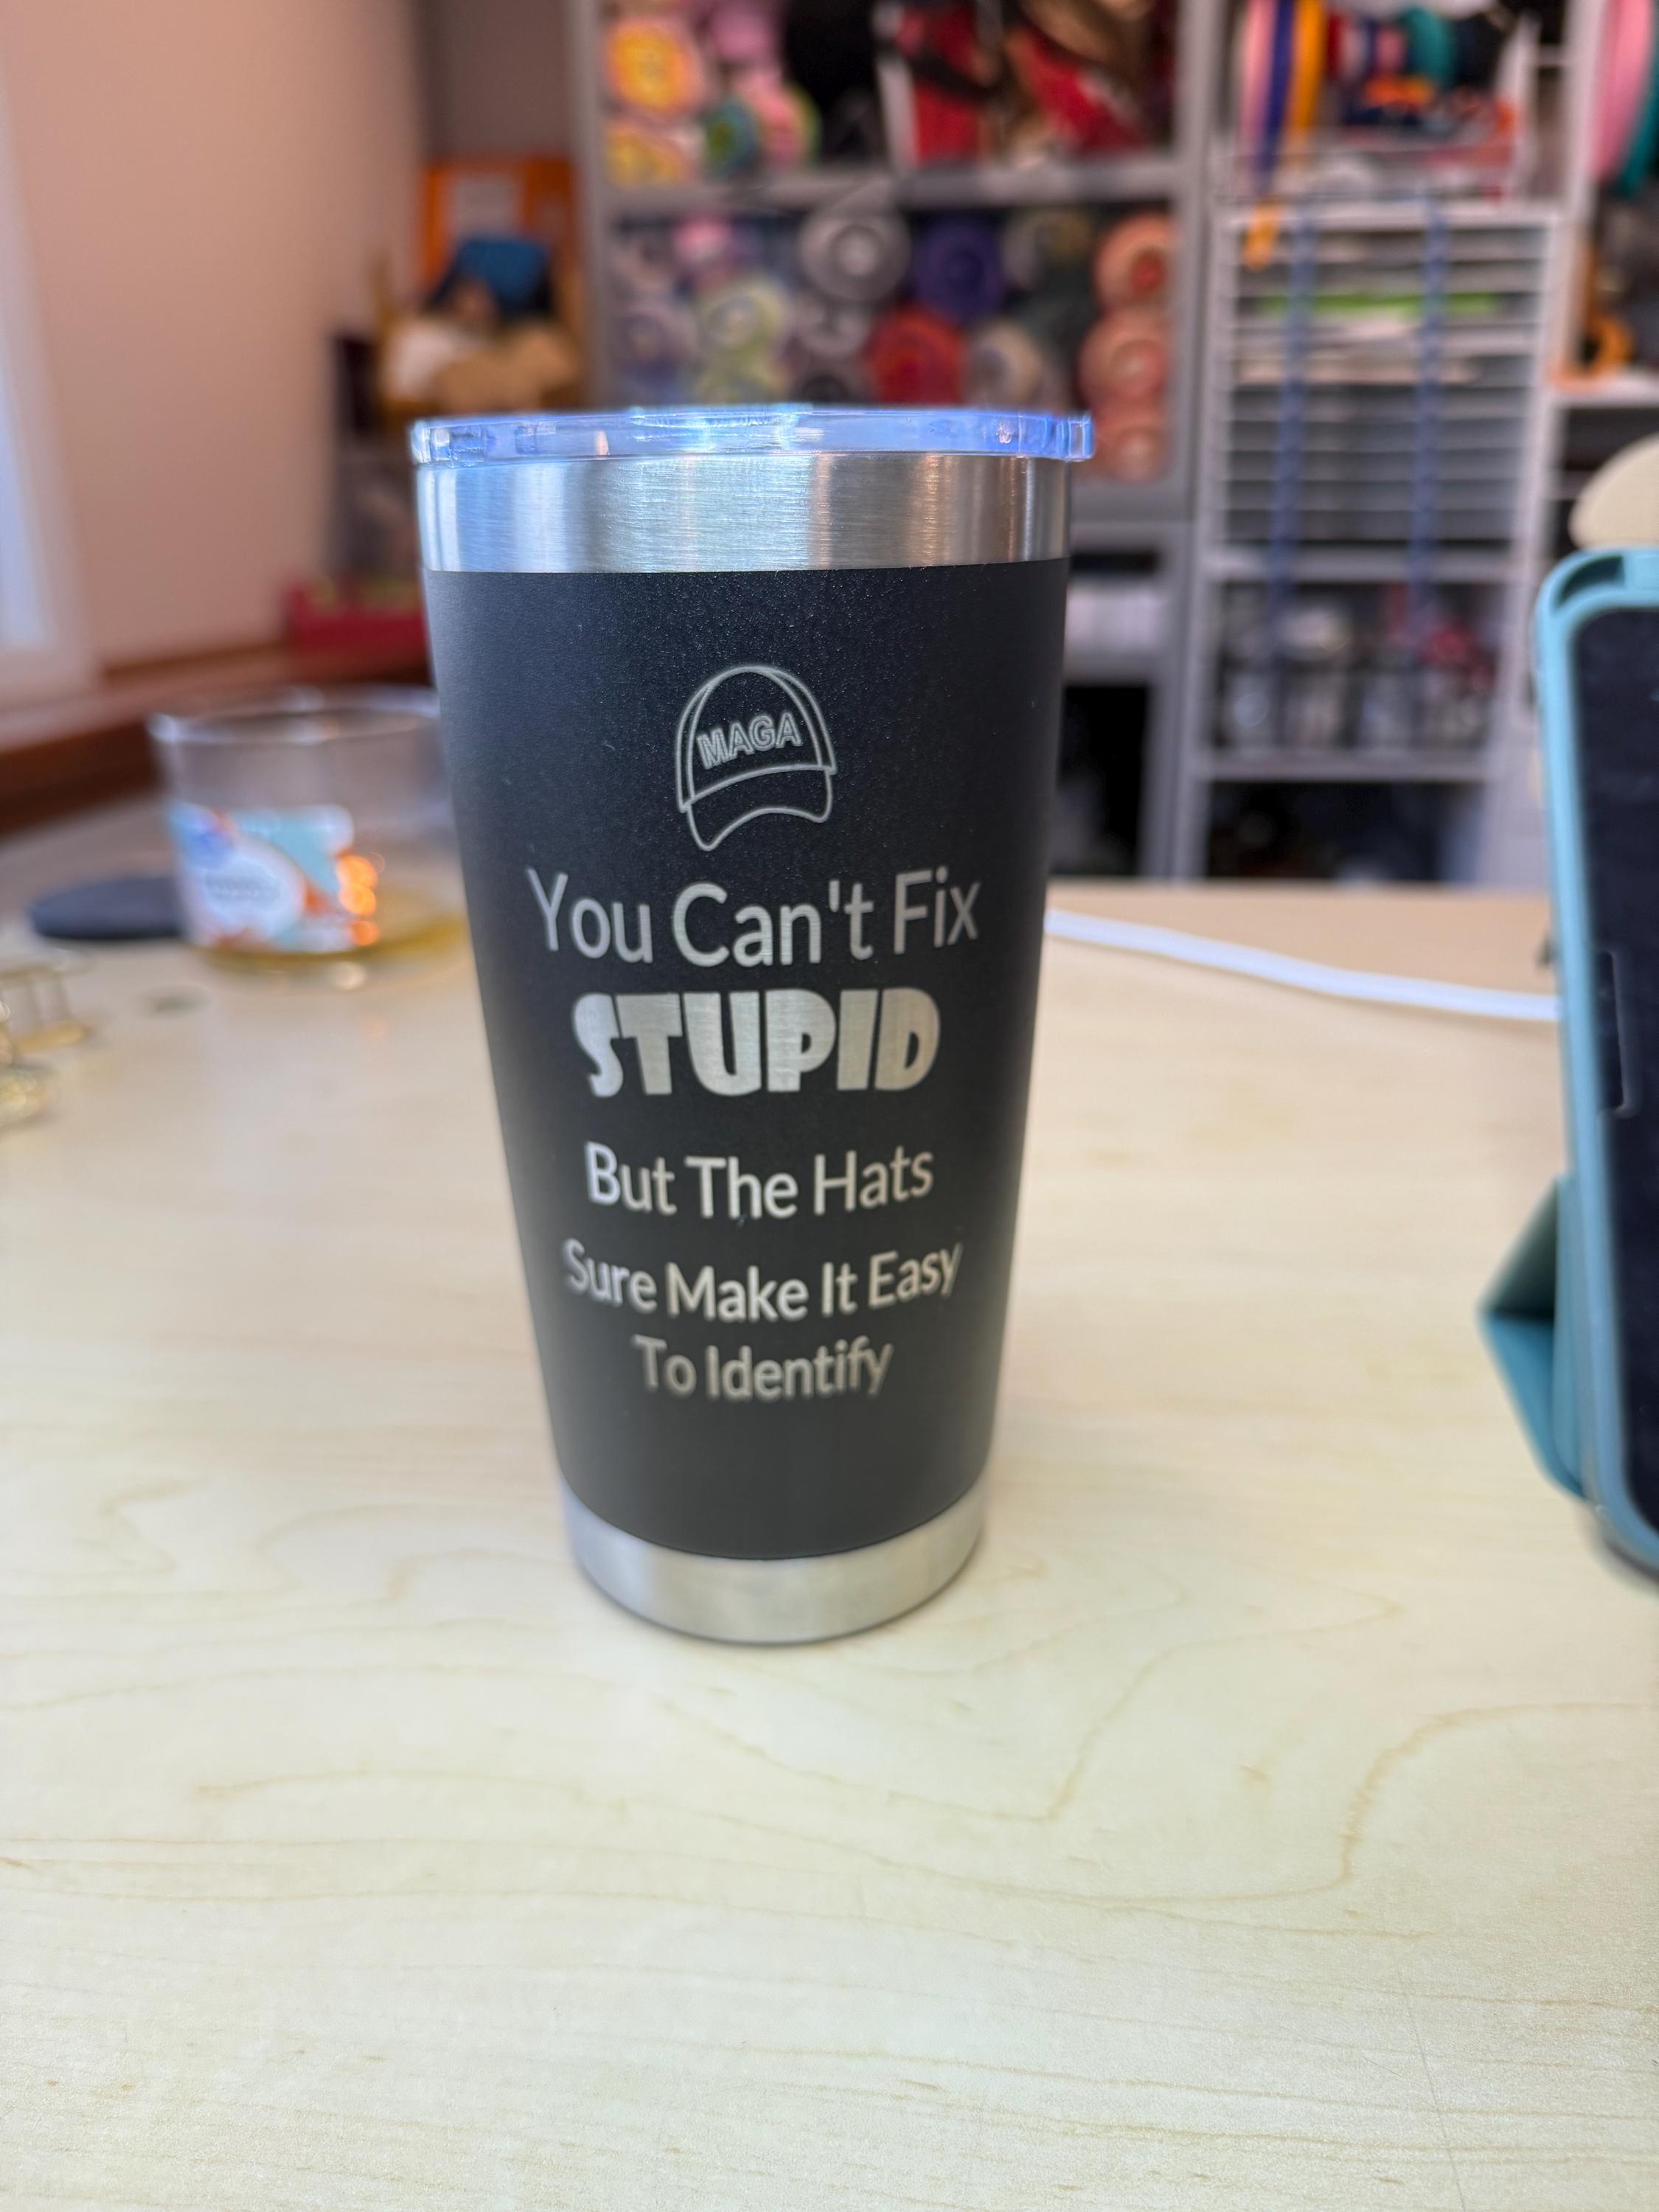 MAGA
You Can't Fix
STUPID
But The Hats
Sure Make It Easy
To Identify